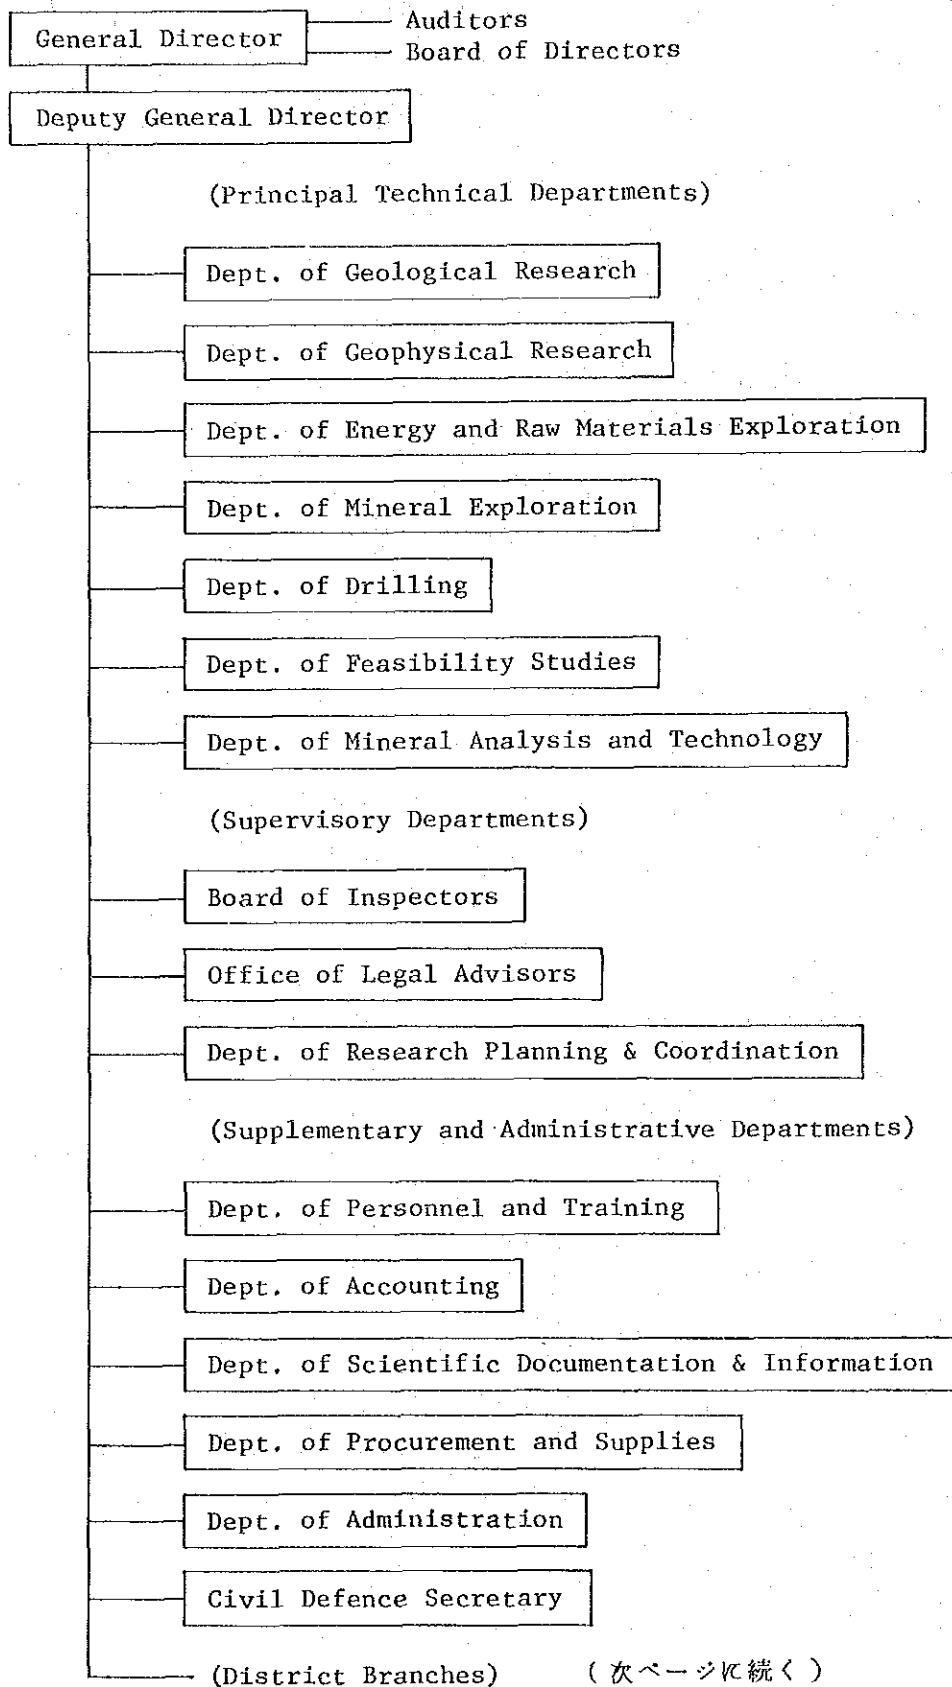 General Director
Auditors
Board of Directors
Deputy General Director
(Principal Technical Departments)
Dept. of Geological Research
Dept. of Geophysical Research
Dept. of Energy and Raw Materials Exploration
Dept. of Mineral Exploration
Dept. of Drilling
Dept. of Feasibility Studies
Dept. of Mineral Analysis and Technology
(Supervisory Departments)
Board of Inspectors
Office of Legal Advisors
Dept. of Research Planning & Coordination
(Supplementary and Administrative Departments)
Dept. of Personnel and Training
Dept. of Accounting
Dept. of Scientific Documentation & Information
Dept. of Procurement and Supplies
Dept. of Administration
Civil Defence Secretary
(District Branches) (次ページに続く)